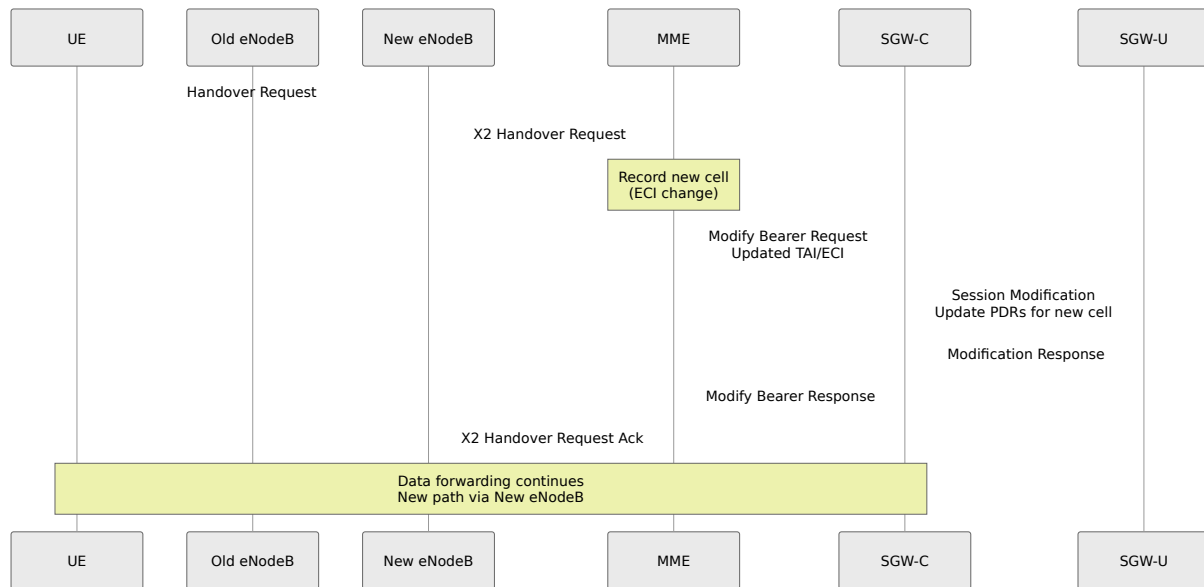 UE
Old eNodeB
New eNodeB
MME
SGW-C
SGW-U
Handover Request
X2 Handover Request
Record new cell
(ECI change)
Modify Bearer Request
Updated TAI/ECI
Session Modification
Update PDRs for new cell
Modification Response
Modify Bearer Response
X2 Handover Request Ack
Data forwarding continues
New path via New eNodeB
UE
Old eNodeB
New eNodeB
MME
SGW-C
SGW-U